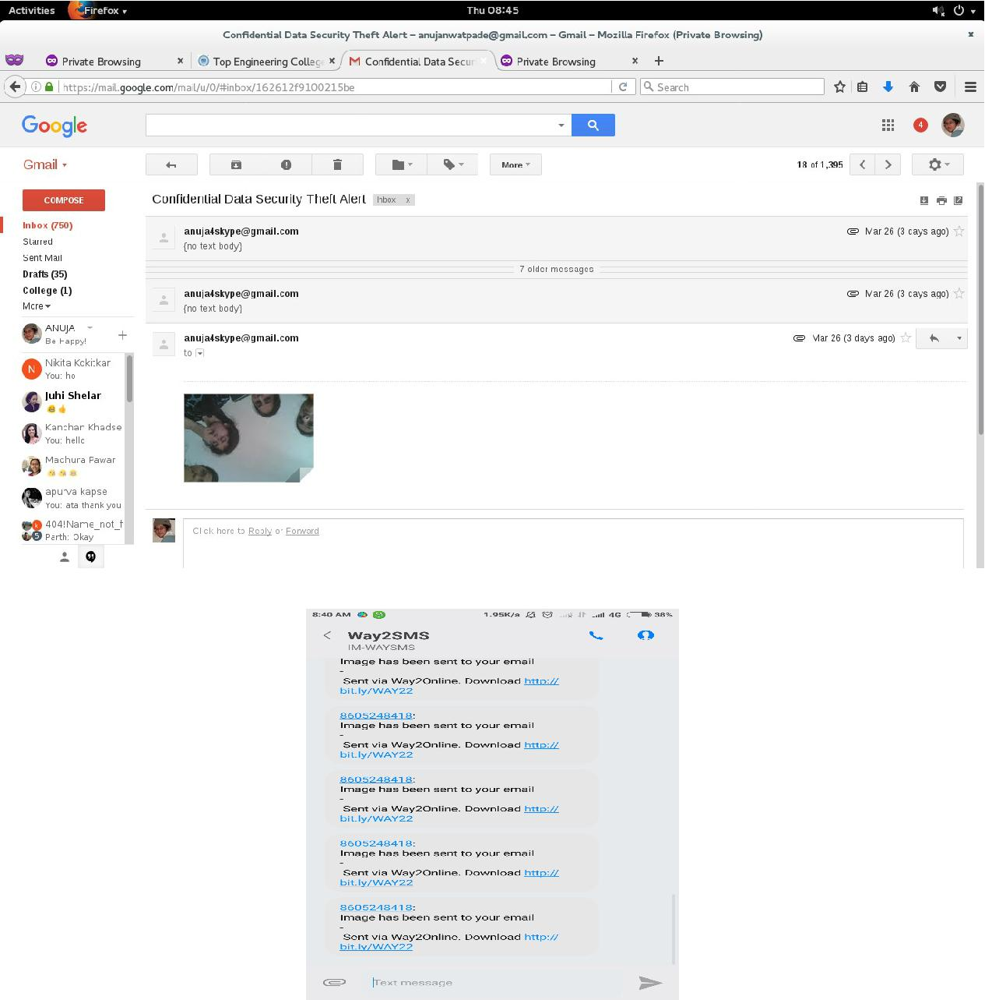 Activities Firefox Thu 08:45
Confidential Data Security Theft Alert – anujanwatpade@gmail.com – Gmail – Mozilla Firefox (Private Browsing)
Private Browsing × Top Engineering College × Confidential Data Secur Private Browsing × +
https://mail.google.com/mail/u/0/#inbox/162612f9100215be Search
Google 4
Gmail More 18 of 1,395
COMPOSE Confidential Data Security Theft Alert Inbox x
Inbox (750)
Starred
Sent Mail
Drafts (35)
College (1)
More
ANUJA
Be Happy!
Nikita Kokitkar
You: ho
Juhi Shelar
Kanchan Khadse
You: hello
Madhura Pawar
apurva kapse
You: ata thank you
404!Name_not_f
Parth: Okay
k
5
N
anuja4skype@gmail.com Mar 26 (3 days ago)
{no text body}
7 older messages
anuja4skype@gmail.com Mar 26 (3 days ago)
{no text body}
anuja4skype@gmail.com Mar 26 (3 days ago)
to
Click here to Reply or Forward
8:40 AM 1.95K/s 4G 38%
Way2SMS
IM-WAYSMS
Image has been sent to your email
-
Sent via Way2Online. Download http://
bit.ly/WAY22
8605248418:
Image has been sent to your email
-
Sent via Way2Online. Download http://
bit.ly/WAY22
8605248418:
Image has been sent to your email
-
Sent via Way2Online. Download http://
bit.ly/WAY22
8605248418:
Image has been sent to your email
-
Sent via Way2Online. Download http://
bit.ly/WAY22
8605248418:
Image has been sent to your email
-
Sent via Way2Online. Download http://
bit.ly/WAY22
Text message